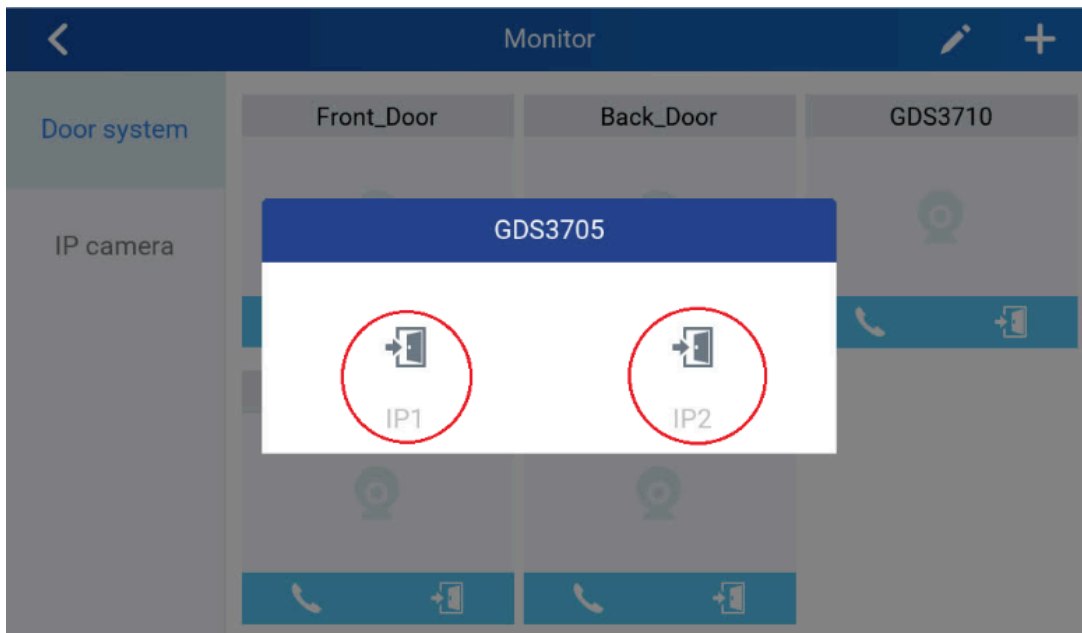 Monitor
Door system
IP camera
Front_Door
Back_Door
GDS3710
GDS3705
IP1
IP2